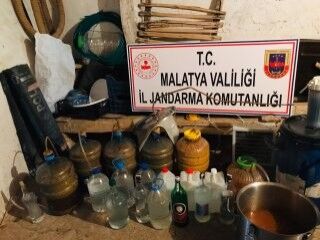 T.C.
MALATYA VALİLİĞİ
İL JANDARMA KOMUTANLIĞI